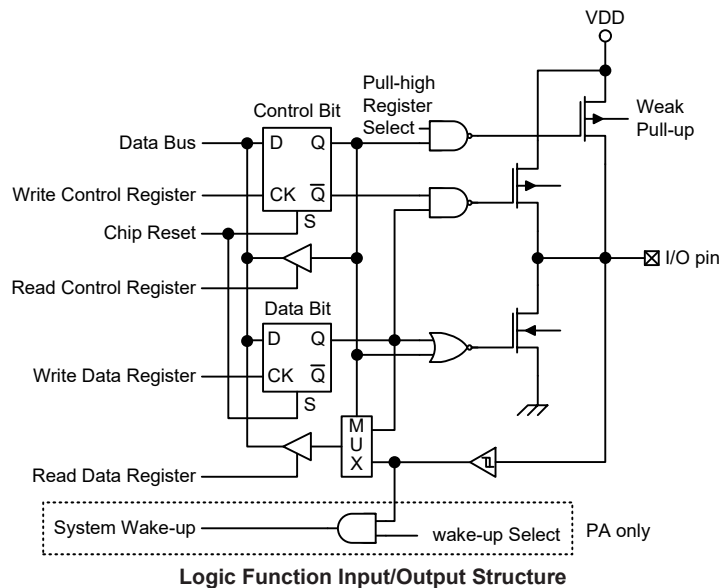 VDD
Pull-high
Register
Select
Weak
Pull-up
Control Bit
Data Bus
D
Q
Write Control Register
CK
Q
S
Chip Reset
I/O pin
Read Control Register
Data Bit
D
Q
Write Data Register
CK
Q
S
M
U
X
Read Data Register
System Wake-up
wake-up Select
PA only
Logic Function Input/Output Structure